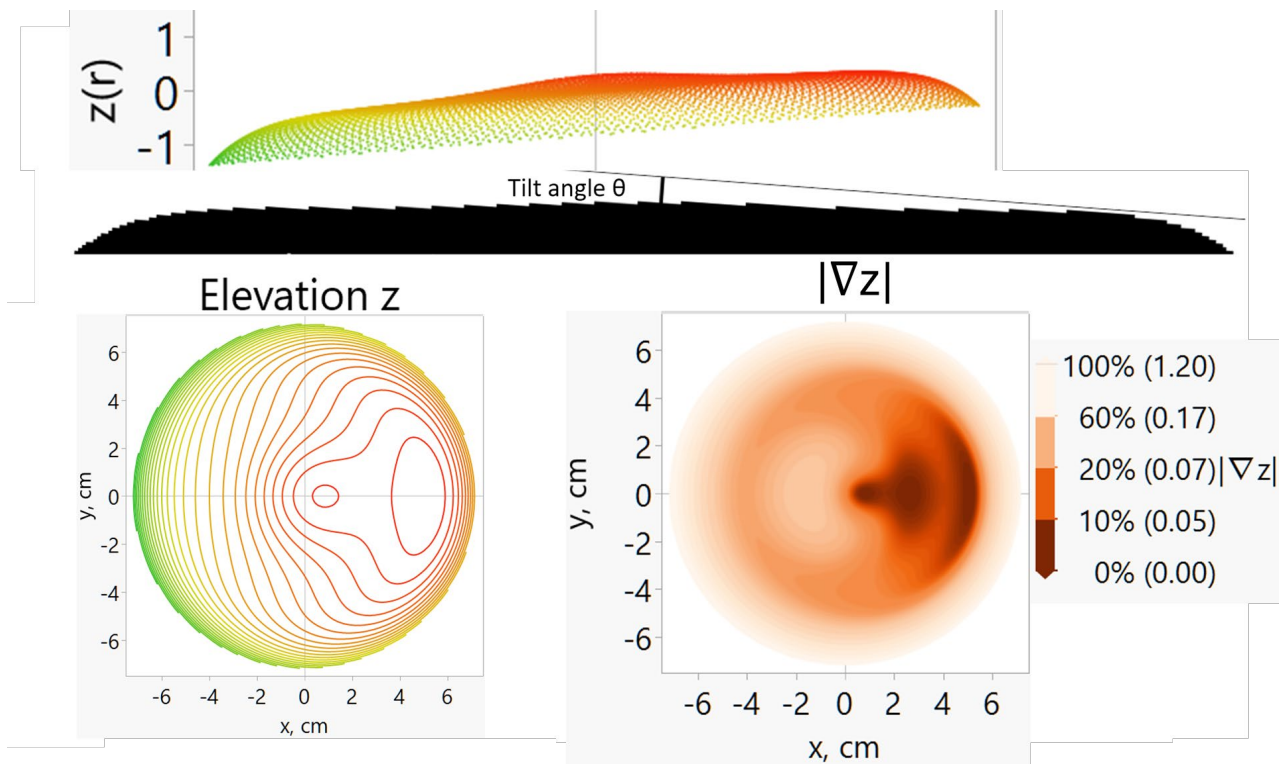 1
0
-1
z(r)
Tilt angle θ
Elevation z
|∇z|
6
4
2
0
-2
-4
-6
y, cm
-6 -4 -2 0 2 4 6
x, cm
6
4
2
0
-2
-4
-6
y, cm
-6 -4 -2 0 2 4 6
x, cm
100% (1.20)
60% (0.17)
20% (0.07)|∇z|
10% (0.05)
0% (0.00)